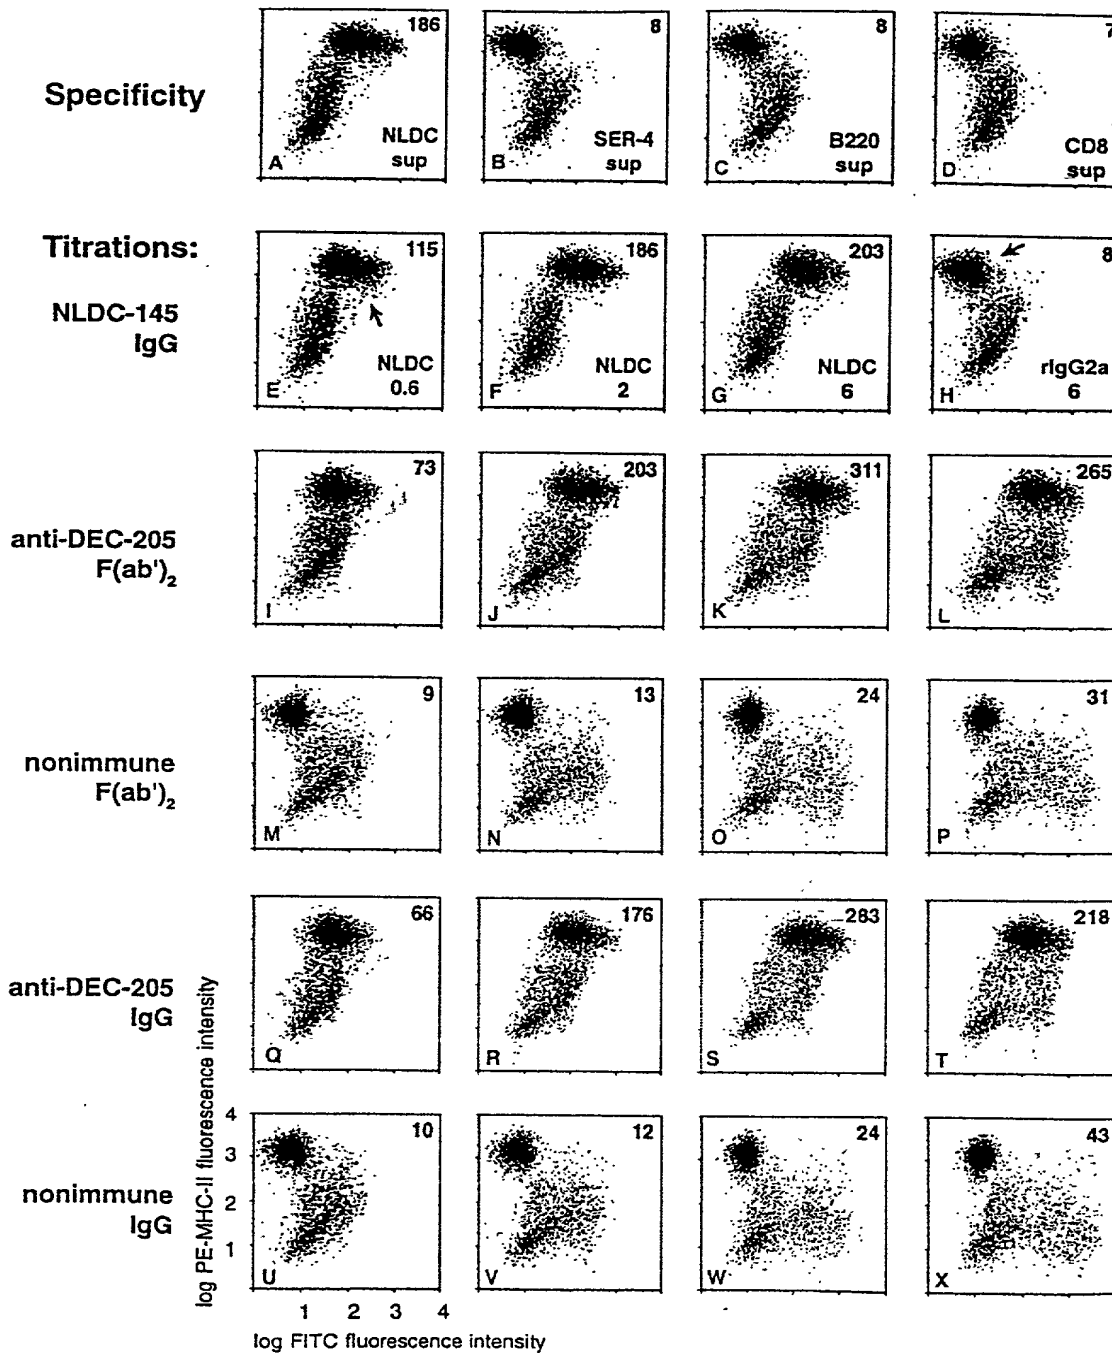 Specificity
186
A
NLDC
sup
8
B
SER-4
sup
8
C
B220
sup
7
D
CD8
sup
Titrations:
NLDC-145
IgG
115
E
NLDC
0.6
186
F
NLDC
2
203
G
NLDC
6
8
H
rIgG2a
6
anti-DEC-205
F(ab')₂
73
I
203
J
311
K
265
L
nonimmune
F(ab')₂
9
M
13
N
24
O
31
P
anti-DEC-205
IgG
66
Q
176
R
283
S
218
T
nonimmune
IgG
10
U
12
V
24
W
43
X
log PE-MHC-II fluorescence intensity
4
3
2
1
1 2 3 4
log FITC fluorescence intensity